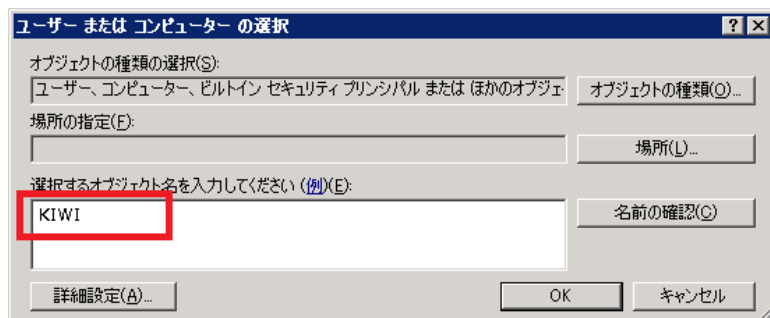 ユーザー または コンピューター の選択
オブジェクトの種類の選択(S):
ユーザー、コンピューター、ビルトイン セキュリティ プリンシパル または ほかのオブジェ
オブジェクトの種類(O)...
場所の指定(F):
場所(L)...
選択するオブジェクト名を入力してください (例)(E):
KIWI
名前の確認(C)
詳細設定(A)...
OK
キャンセル